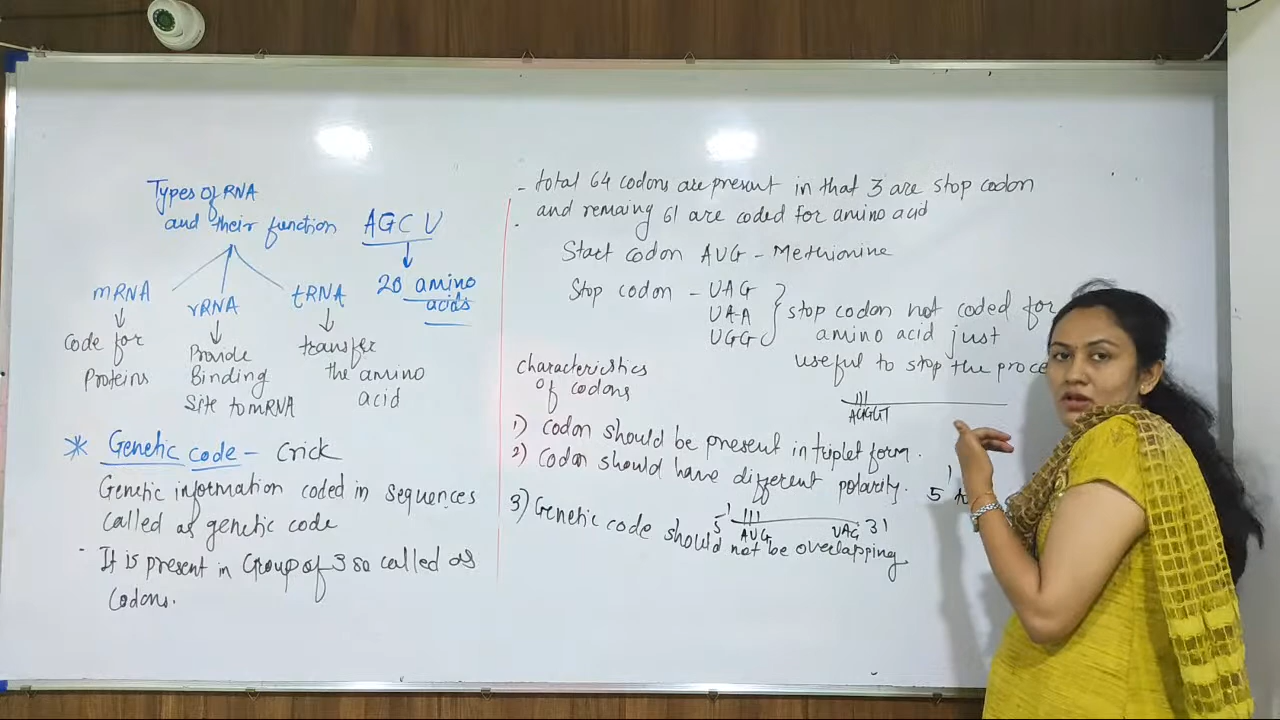 Types of RNA
and their function
AGCU
20 amino
acids
mRNA
rRNA
tRNA
code for
Proteins
Provide
Binding
Site to mRNA
transfer
the amino
acid
* Genetic code - Crick
Genetic information coded in sequences
called as genetic code
- It is present in Group of 3 so called as
Codons.
- total 64 codons are present in that 3 are stop codon
and remaing 61 are coded for amino acid
Start codon AUG - Methionine
Stop codon - UAG
UAA
UGG
stop codon not coded for
amino acid just
useful to stop the proce
characteristics
of codons
1) codon should be present in triplet form.
2) Codon should have different polarity.
5'
3) Genetic code should not be overlapping
5' AUG UAG 3'